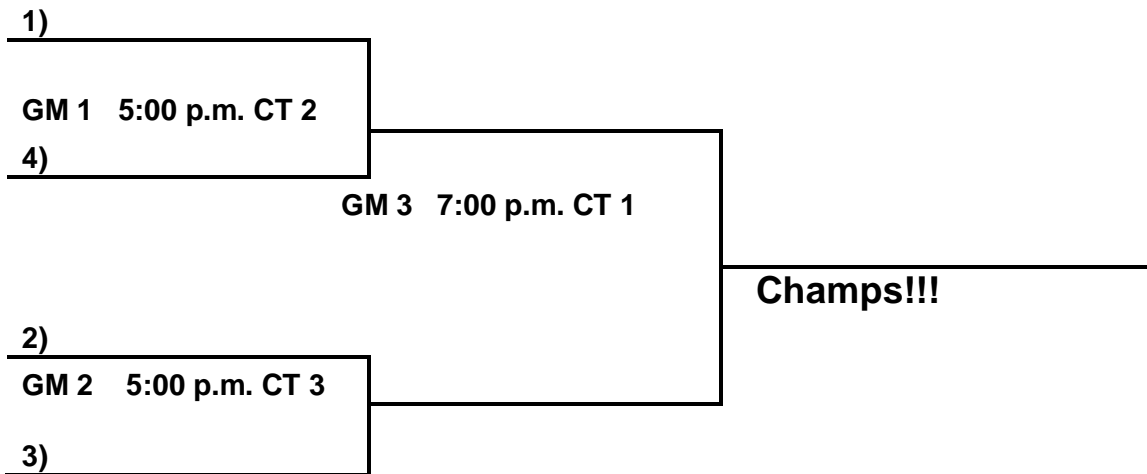 1)
GM 1 5:00 p.m. CT 2
4)
GM 3 7:00 p.m. CT 1
Champs!!!
2)
GM 2 5:00 p.m. CT 3
3)